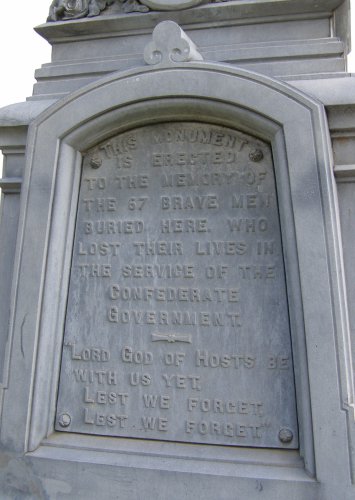 THIS MONUMENT
IS ERECTED
TO THE MEMORY OF
THE 67 BRAVE MEN
BURIED HERE. WHO
LOST THEIR LIVES IN
THE SERVICE OF THE
CONFEDERATE
GOVERNMENT.
"LORD GOD OF HOSTS BE
WITH US YET.
LEST WE FORGET.
LEST WE FORGET."